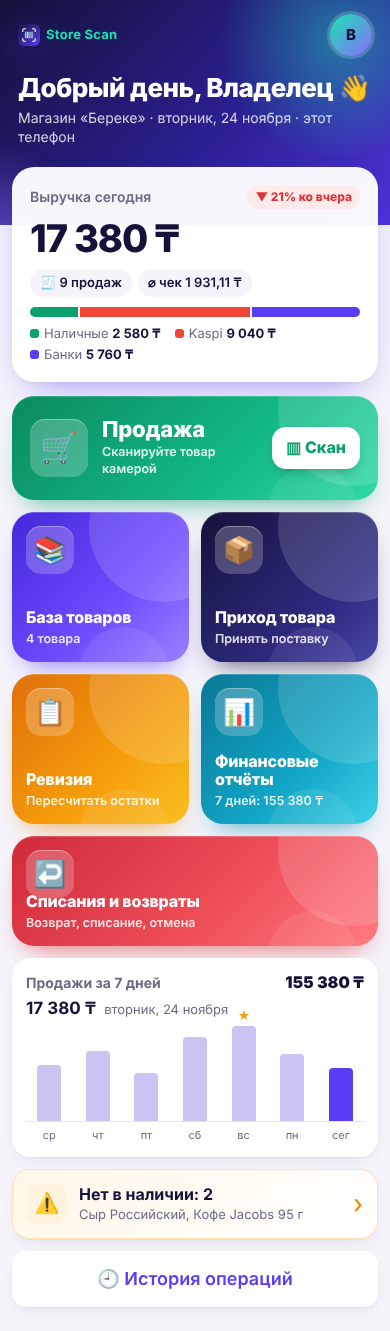 Store Scan
B
Добрый день, Владелец 👋
Магазин «Береке» · вторник, 24 ноября · этот
телефон
Выручка сегодня
▼ 21% ко вчера
17 380 ₸
🧾 9 продаж
⌀ чек 1 931,11 ₸
Наличные 2 580 ₸
Kaspi 9 040 ₸
Банки 5 760 ₸
Продажа
Сканируйте товар
камерой
▥ Скан
База товаров
4 товара
Приход товара
Принять поставку
Ревизия
Пересчитать остатки
Финансовые
отчёты
7 дней: 155 380 ₸
Списания и возвраты
Возврат, списание, отмена
Продажи за 7 дней
155 380 ₸
17 380 ₸ вторник, 24 ноября
★
ср чт пт сб вс пн сег
Нет в наличии: 2
Сыр Российский, Кофе Jacobs 95 г
›
🕘 История операций